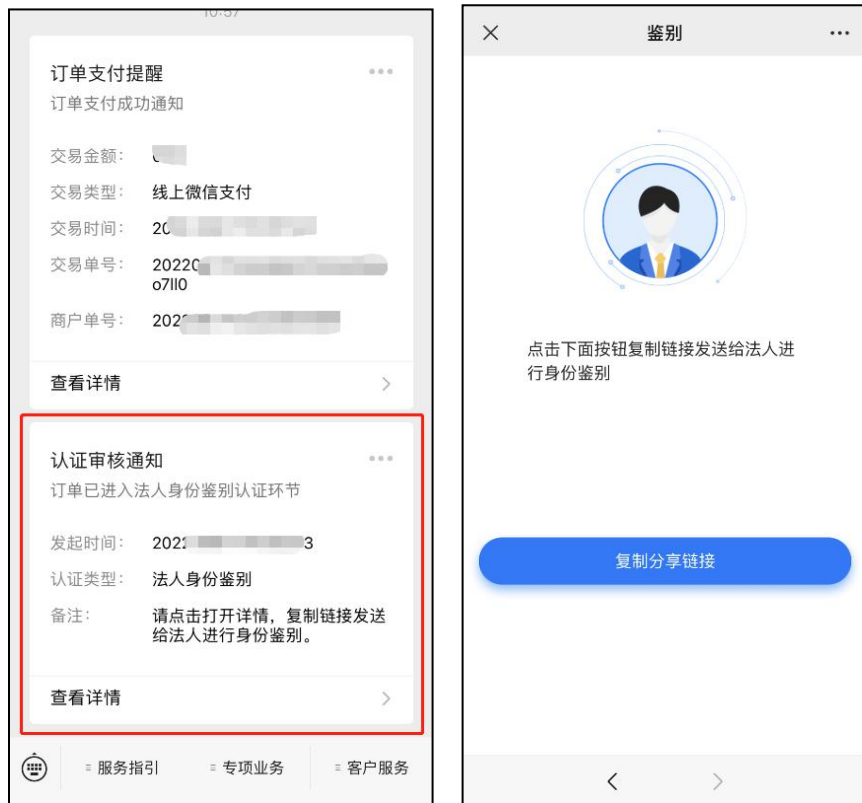 10:57
订单支付提醒
订单支付成功通知
交易金额：
交易类型： 线上微信支付
交易时间： 20
交易单号： 2022
o7ll0
商户单号： 202
查看详情
认证审核通知
订单已进入法人身份鉴别认证环节
发起时间： 2022 3
认证类型： 法人身份鉴别
备注： 请点击打开详情，复制链接发送
给法人进行身份鉴别。
查看详情
服务指引 专项业务 客户服务
鉴别
点击下面按钮复制链接发送给法人进
行身份鉴别
复制分享链接